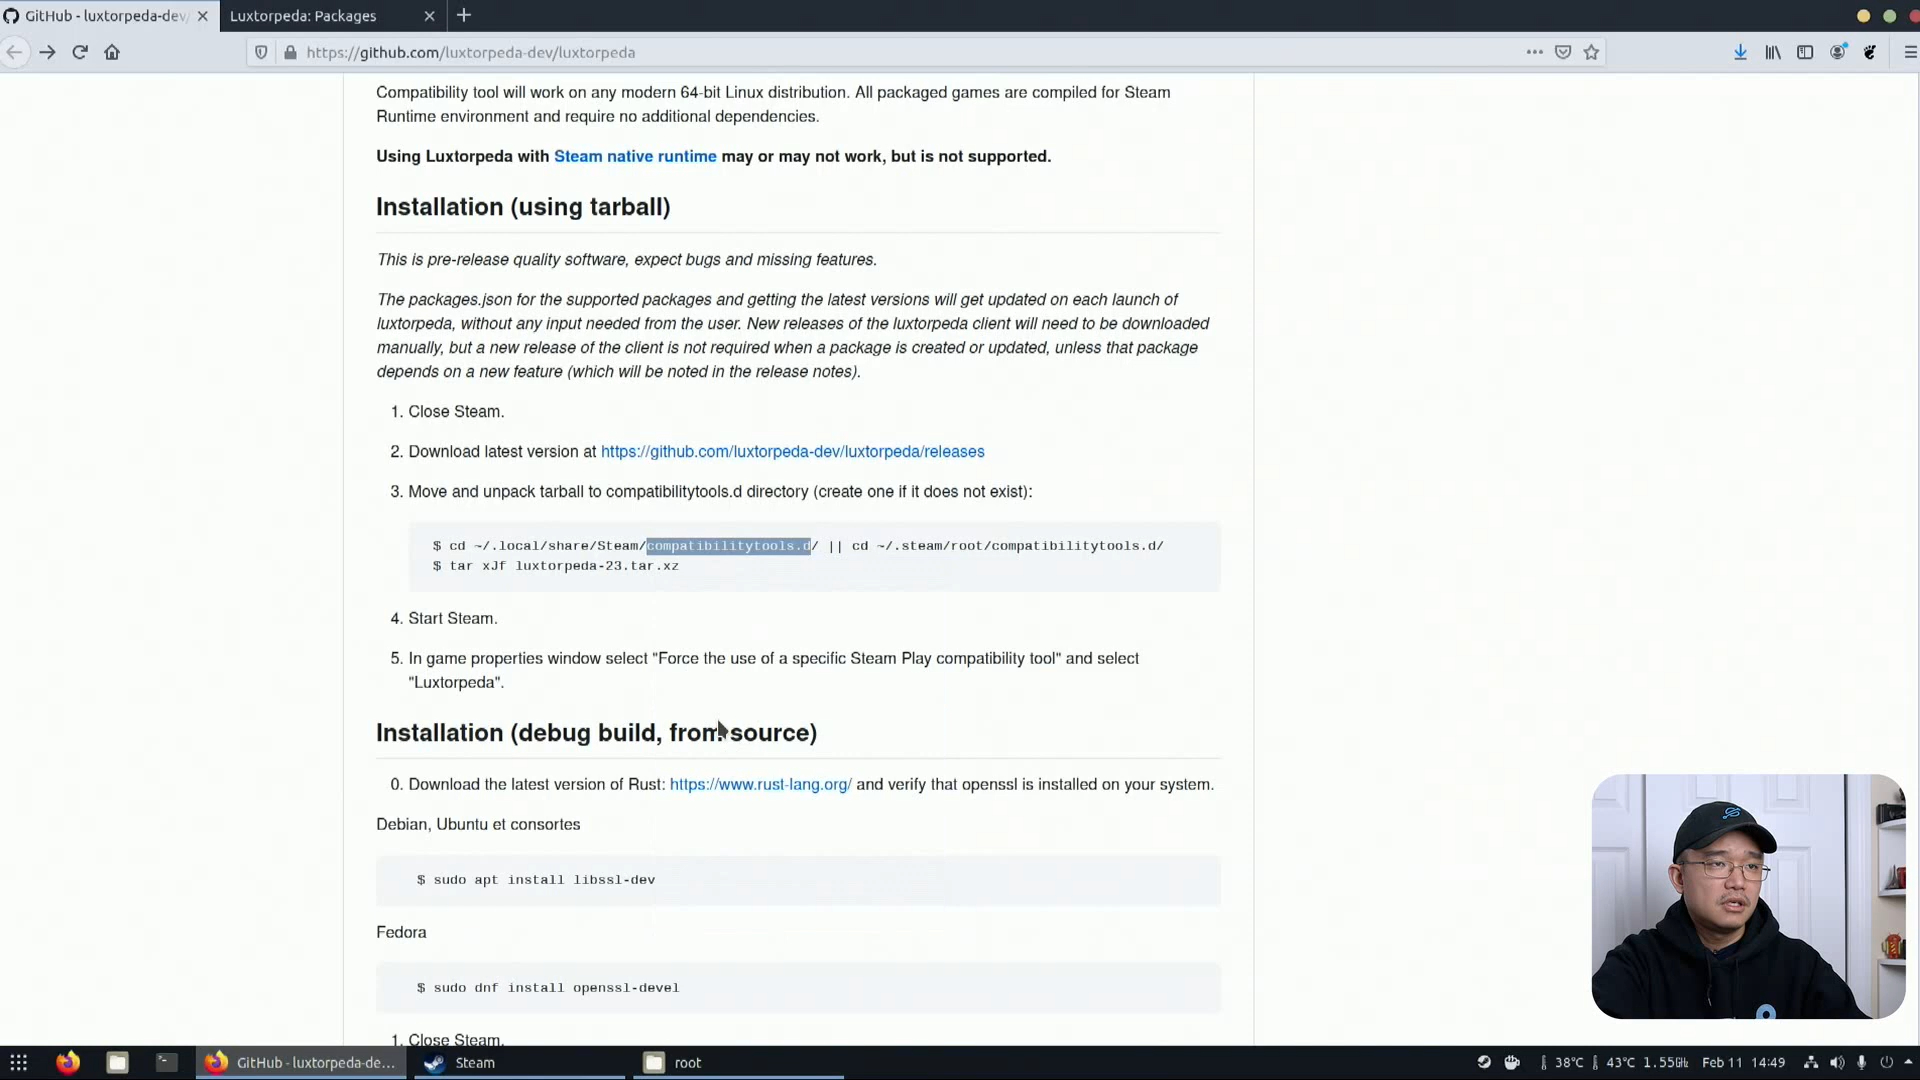 GitHub - luxtorpeda-dev/
Luxtorpeda: Packages
https://github.com/luxtorpeda-dev/luxtorpeda
Compatibility tool will work on any modern 64-bit Linux distribution. All packaged games are compiled for Steam
Runtime environment and require no additional dependencies.
Using Luxtorpeda with Steam native runtime may or may not work, but is not supported.
Installation (using tarball)
This is pre-release quality software, expect bugs and missing features.
The packages.json for the supported packages and getting the latest versions will get updated on each launch of
luxtorpeda, without any input needed from the user. New releases of the luxtorpeda client will need to be downloaded
manually, but a new release of the client is not required when a package is created or updated, unless that package
depends on a new feature (which will be noted in the release notes).
1. Close Steam.
2. Download latest version at https://github.com/luxtorpeda-dev/luxtorpeda/releases
3. Move and unpack tarball to compatibilitytools.d directory (create one if it does not exist):
$ cd ~/.local/share/Steam/compatibilitytools.d/ || cd ~/.steam/root/compatibilitytools.d/
$ tar xJf luxtorpeda-23.tar.xz
4. Start Steam.
5. In game properties window select "Force the use of a specific Steam Play compatibility tool" and select
"Luxtorpeda".
Installation (debug build, from source)
0. Download the latest version of Rust: https://www.rust-lang.org/ and verify that openssl is installed on your system.
Debian, Ubuntu et consortes
$ sudo apt install libssl-dev
Fedora
$ sudo dnf install openssl-devel
1. Close Steam.
GitHub - luxtorpeda-de...
Steam
root
38°C
43°C 1.55GHz
Feb 11 14:49